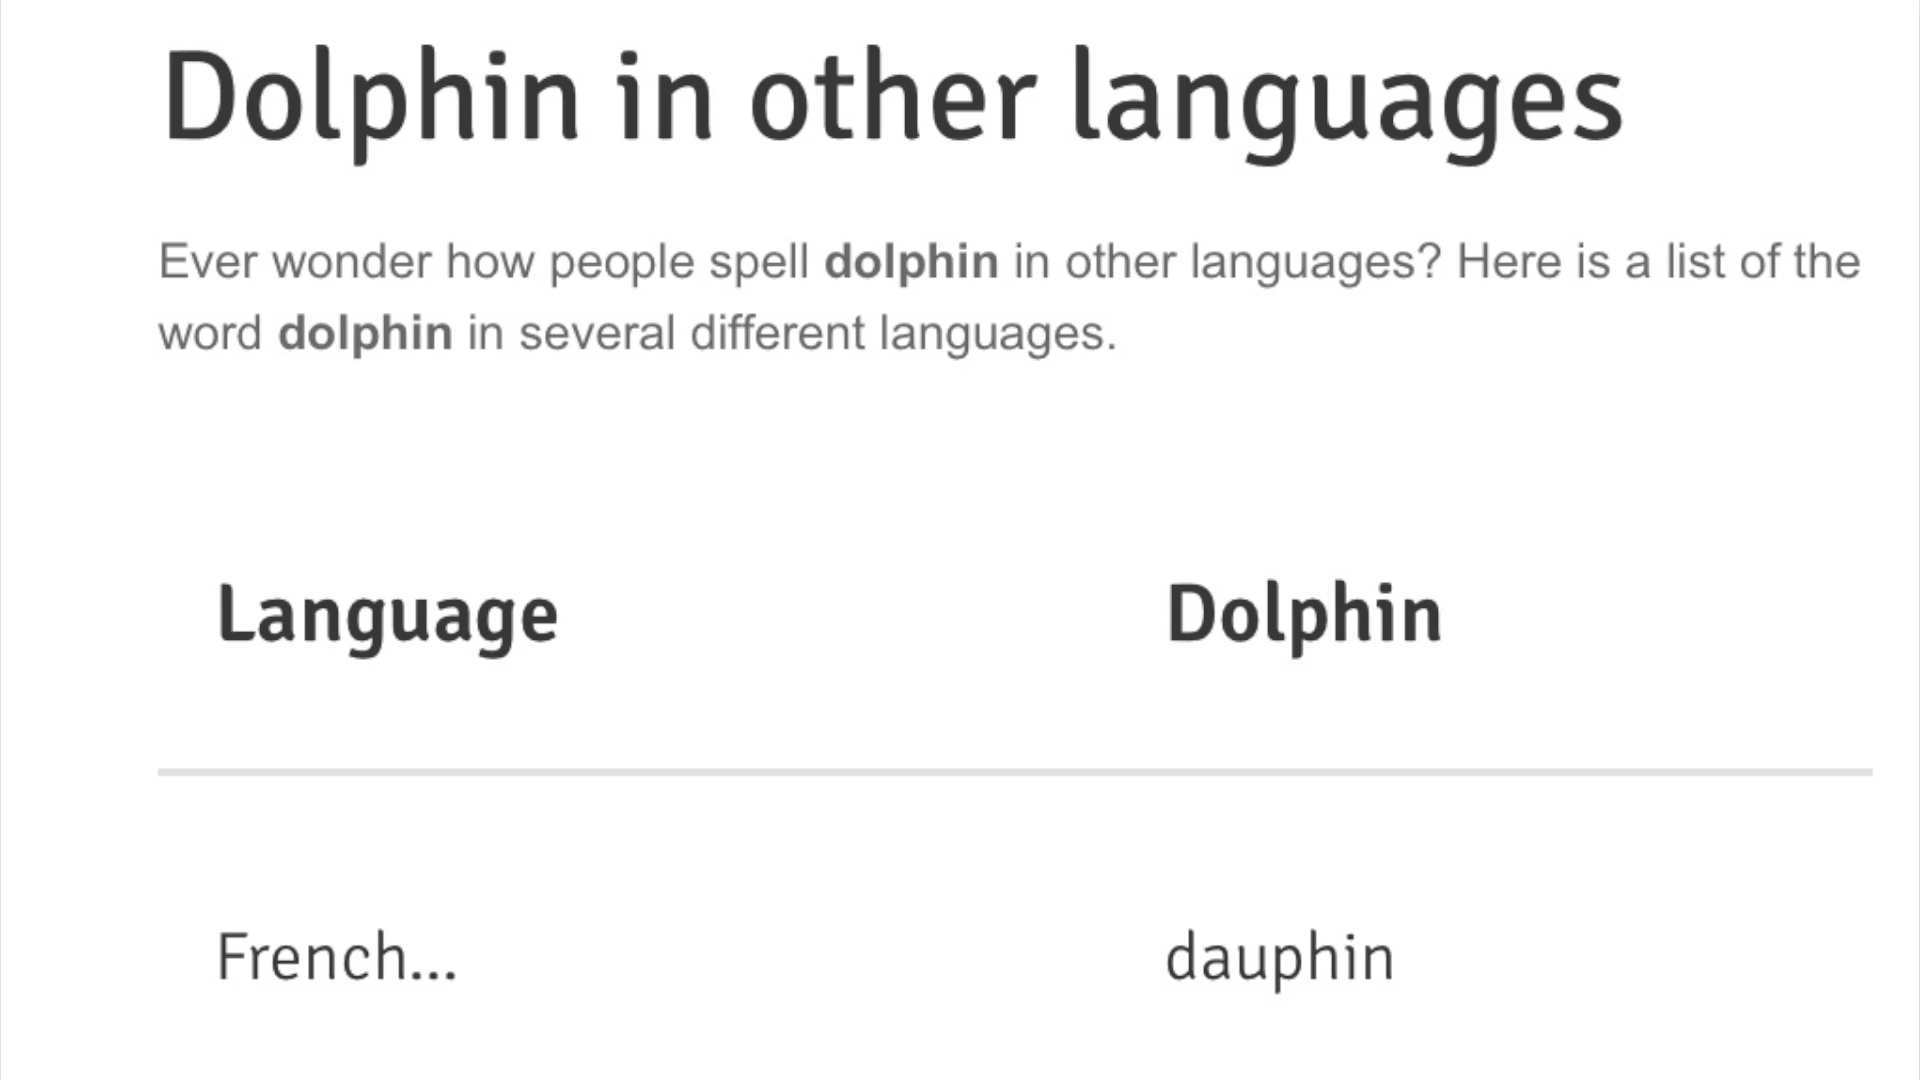 Dolphin in other languages
Ever wonder how people spell dolphin in other languages? Here is a list of the
word dolphin in several different languages.
Language Dolphin
French... dauphin